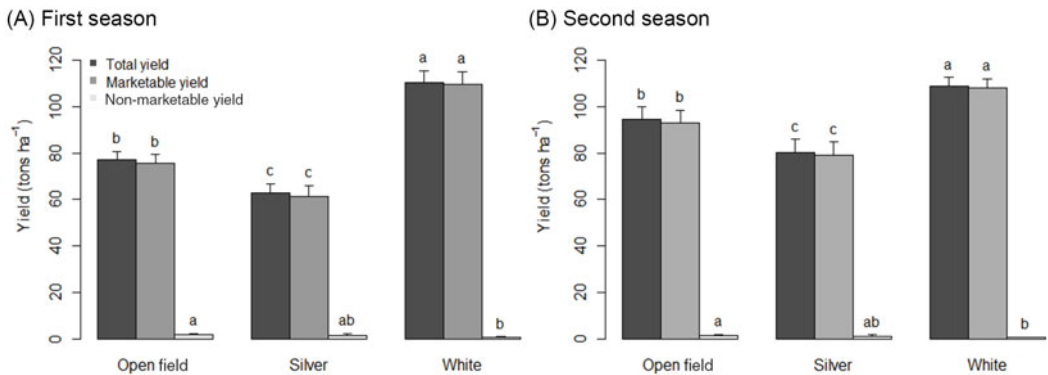 (A) First season
Total yield
Marketable yield
Non-marketable yield
Yield (tons ha⁻¹)
0
20
40
60
80
100
120
b b a
c c ab
a a b
Open field Silver White
(B) Second season
Yield (tons ha⁻¹)
0
20
40
60
80
100
120
b b a
c c ab
a a b
Open field Silver White